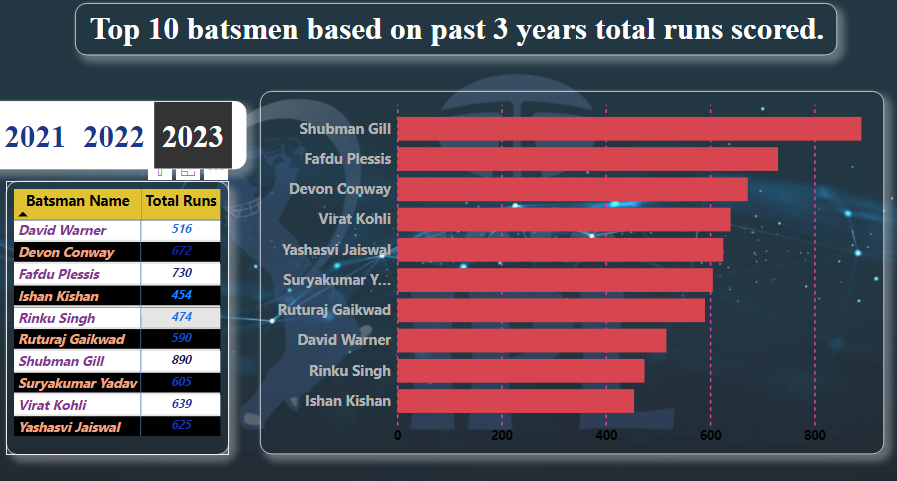 Top 10 batsmen based on past 3 years total runs scored.
2021 2022 2023
Batsman Name Total Runs
David Warner 516
Devon Conway 672
Fafdu Plessis 730
Ishan Kishan 454
Rinku Singh 474
Ruturaj Gaikwad 590
Shubman Gill 890
Suryakumar Yadav 605
Virat Kohli 639
Yashasvi Jaiswal 625
Shubman Gill
Fafdu Plessis
Devon Conway
Virat Kohli
Yashasvi Jaiswal
Suryakumar Y...
Ruturaj Gaikwad
David Warner
Rinku Singh
Ishan Kishan
0 200 400 600 800